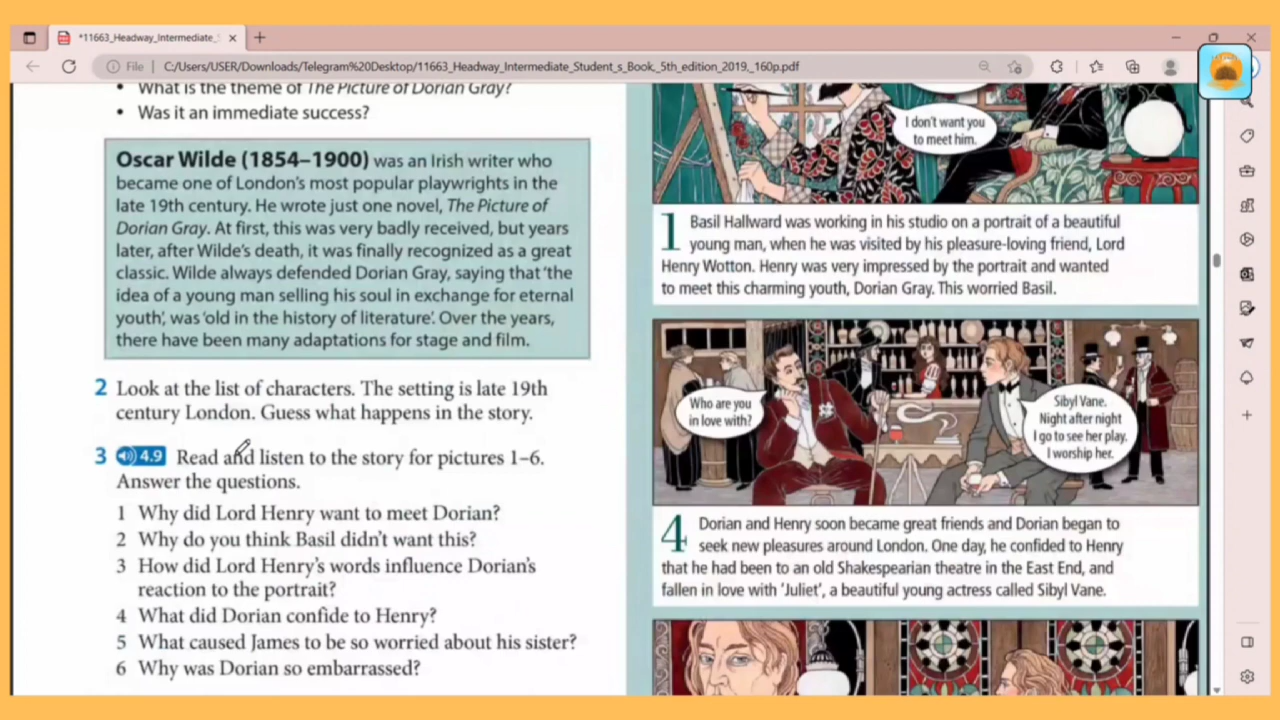 *11663_Headway_Intermediate_
File
C:/Users/USER/Downloads/Telegram%20Desktop/11663_Headway_Intermediate_Student_s_Book,_5th_edition_2019,_160p.pdf
• What is the theme of The Picture of Dorian Gray?
• Was it an immediate success?
Oscar Wilde (1854–1900) was an Irish writer who
became one of London's most popular playwrights in the
late 19th century. He wrote just one novel, The Picture of
Dorian Gray. At first, this was very badly received, but years
later, after Wilde's death, it was finally recognized as a great
classic. Wilde always defended Dorian Gray, saying that 'the
idea of a young man selling his soul in exchange for eternal
youth', was 'old in the history of literature'. Over the years,
there have been many adaptations for stage and film.
2 Look at the list of characters. The setting is late 19th
century London. Guess what happens in the story.
3 4.9 Read and listen to the story for pictures 1–6.
Answer the questions.
1 Why did Lord Henry want to meet Dorian?
2 Why do you think Basil didn't want this?
3 How did Lord Henry's words influence Dorian's
reaction to the portrait?
4 What did Dorian confide to Henry?
5 What caused James to be so worried about his sister?
6 Why was Dorian so embarrassed?
I don't want you
to meet him.
1 Basil Hallward was working in his studio on a portrait of a beautiful
young man, when he was visited by his pleasure-loving friend, Lord
Henry Wotton. Henry was very impressed by the portrait and wanted
to meet this charming youth, Dorian Gray. This worried Basil.
Who are you
in love with?
Sibyl Vane.
Night after night
I go to see her play.
I worship her.
4 Dorian and Henry soon became great friends and Dorian began to
seek new pleasures around London. One day, he confided to Henry
that he had been to an old Shakespearian theatre in the East End, and
fallen in love with 'Juliet', a beautiful young actress called Sibyl Vane.